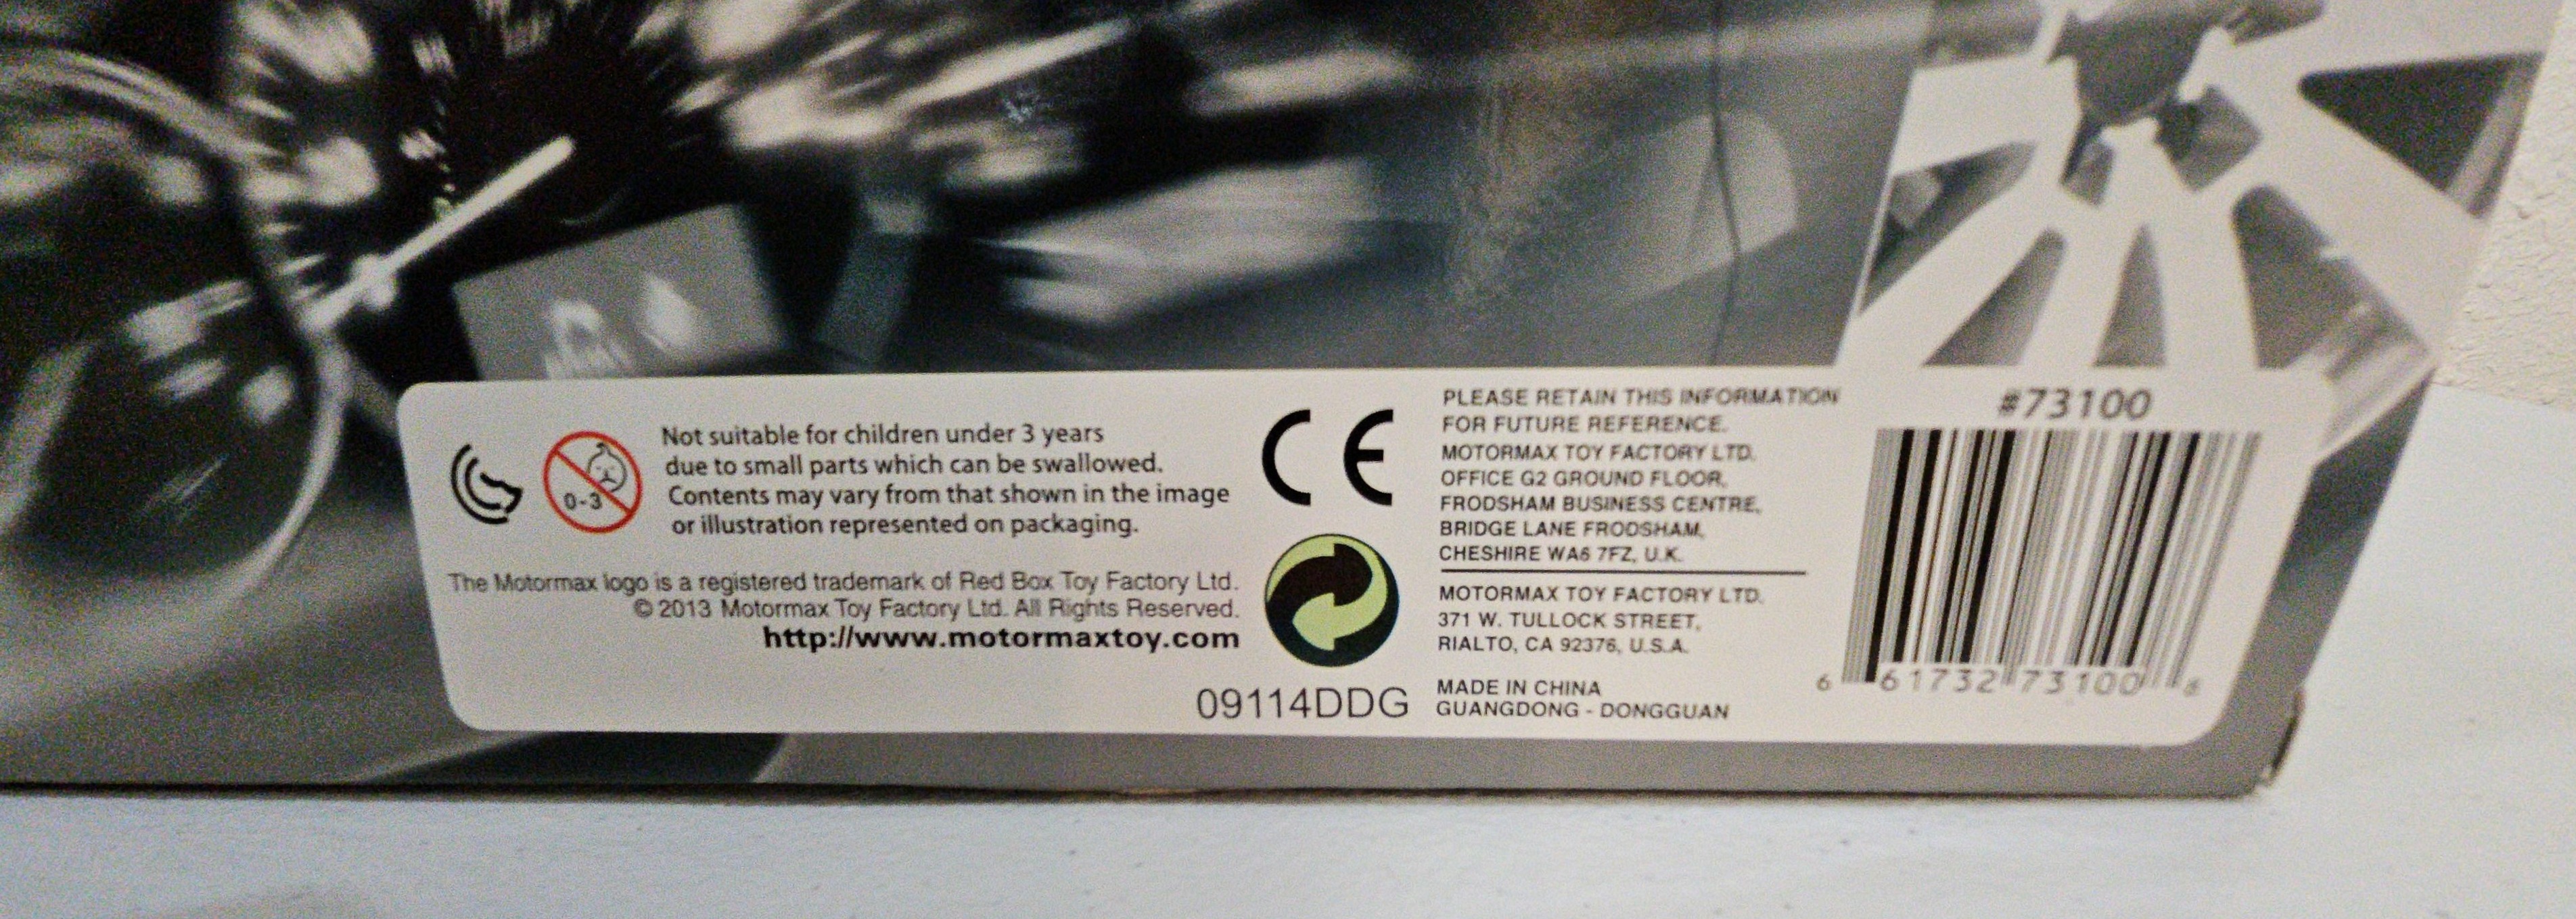 0-3
Not suitable for children under 3 years
due to small parts which can be swallowed.
Contents may vary from that shown in the image
or illustration represented on packaging.
The Motormax logo is a registered trademark of Red Box Toy Factory Ltd.
© 2013 Motormax Toy Factory Ltd. All Rights Reserved.
http://www.motormaxtoy.com
CE
09114DDG
PLEASE RETAIN THIS INFORMATION
FOR FUTURE REFERENCE.
MOTORMAX TOY FACTORY LTD.
OFFICE G2 GROUND FLOOR,
FRODSHAM BUSINESS CENTRE,
BRIDGE LANE FRODSHAM,
CHESHIRE WA6 7FZ, U.K.
MOTORMAX TOY FACTORY LTD.
371 W. TULLOCK STREET,
RIALTO, CA 92376, U.S.A.
MADE IN CHINA
GUANGDONG - DONGGUAN
#73100
6 61732 73100 6